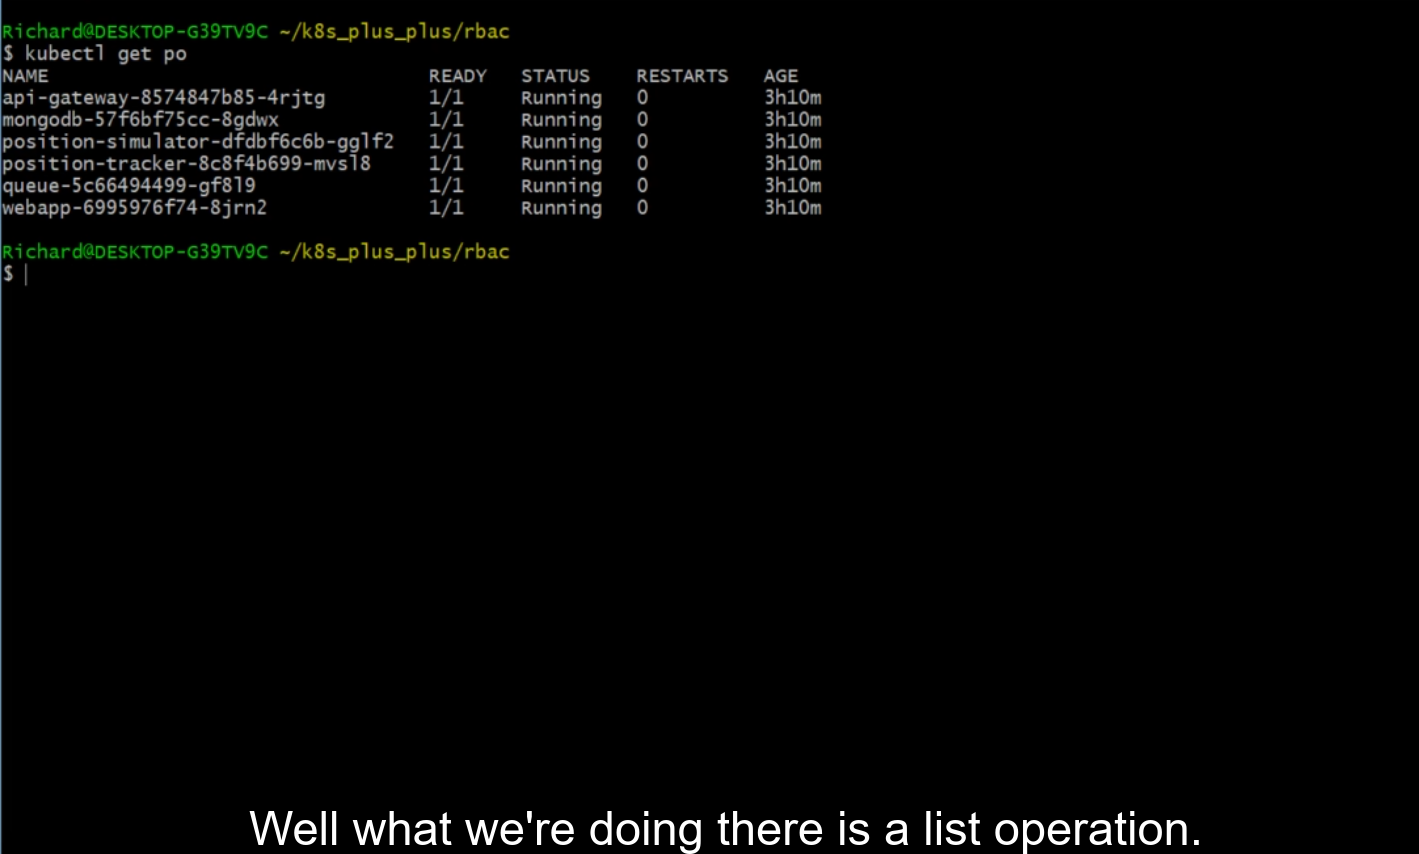 Richard@DESKTOP-G39TV9C ~/k8s_plus_plus/rbac
$ kubectl get po
NAME READY STATUS RESTARTS AGE
api-gateway-8574847b85-4rjtg 1/1 Running 0 3h10m
mongodb-57f6bf75cc-8gdwx 1/1 Running 0 3h10m
position-simulator-dfdbf6c6b-gglf2 1/1 Running 0 3h10m
position-tracker-8c8f4b699-mvsl8 1/1 Running 0 3h10m
queue-5c66494499-gf8l9 1/1 Running 0 3h10m
webapp-6995976f74-8jrn2 1/1 Running 0 3h10m
Richard@DESKTOP-G39TV9C ~/k8s_plus_plus/rbac
$
Well what we're doing there is a list operation.